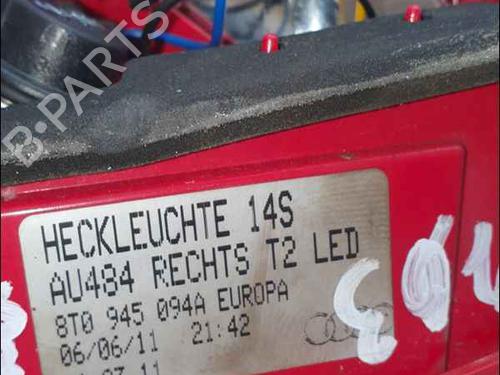 B-PARTS
HECKLEUCHTE 14S
AU484 RECHTS T2 LED
8T0 945 094A EUROPA
06/06/11 21:42